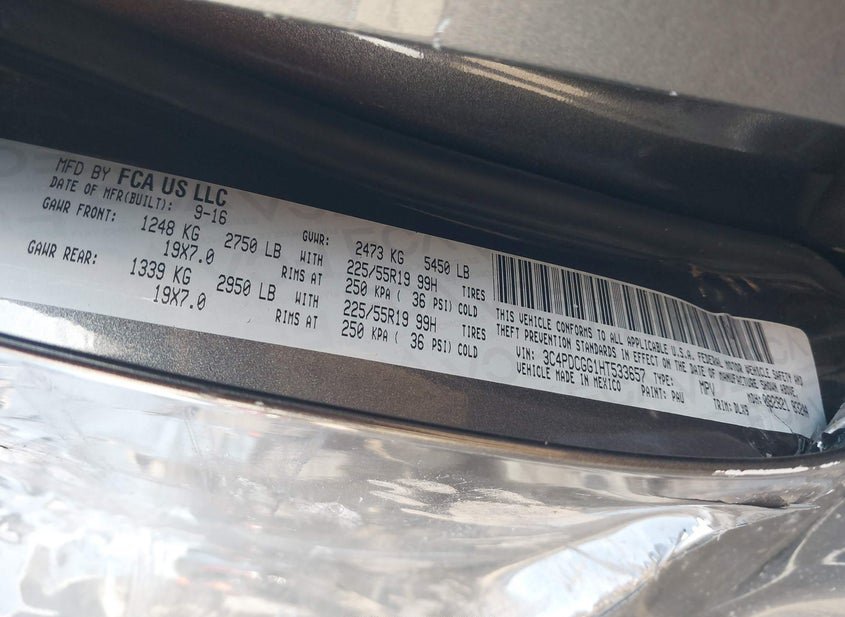 MFD BY FCA US LLC
DATE OF MFR(BUILT): 9-16
GVWR: 2473 KG 5450 LB
GAWR FRONT: 1248 KG 2750 LB WITH 225/55R19 99H TIRES
19X7.0 RIMS AT 250 KPA ( 36 PSI) COLD
GAWR REAR: 1339 KG 2950 LB WITH 225/55R19 99H TIRES
19X7.0 RIMS AT 250 KPA ( 36 PSI) COLD
THIS VEHICLE CONFORMS TO ALL APPLICABLE U.S.A. FEDERAL MOTOR VEHICLE SAFETY AND
THEFT PREVENTION STANDARDS IN EFFECT ON THE DATE OF MANUFACTURE SHOWN ABOVE.
VIN: 3C4PDCGG1HT533657 TYPE: MPV MDH:
VEHICLE MADE IN MEXICO PAINT: PAU TRIM: